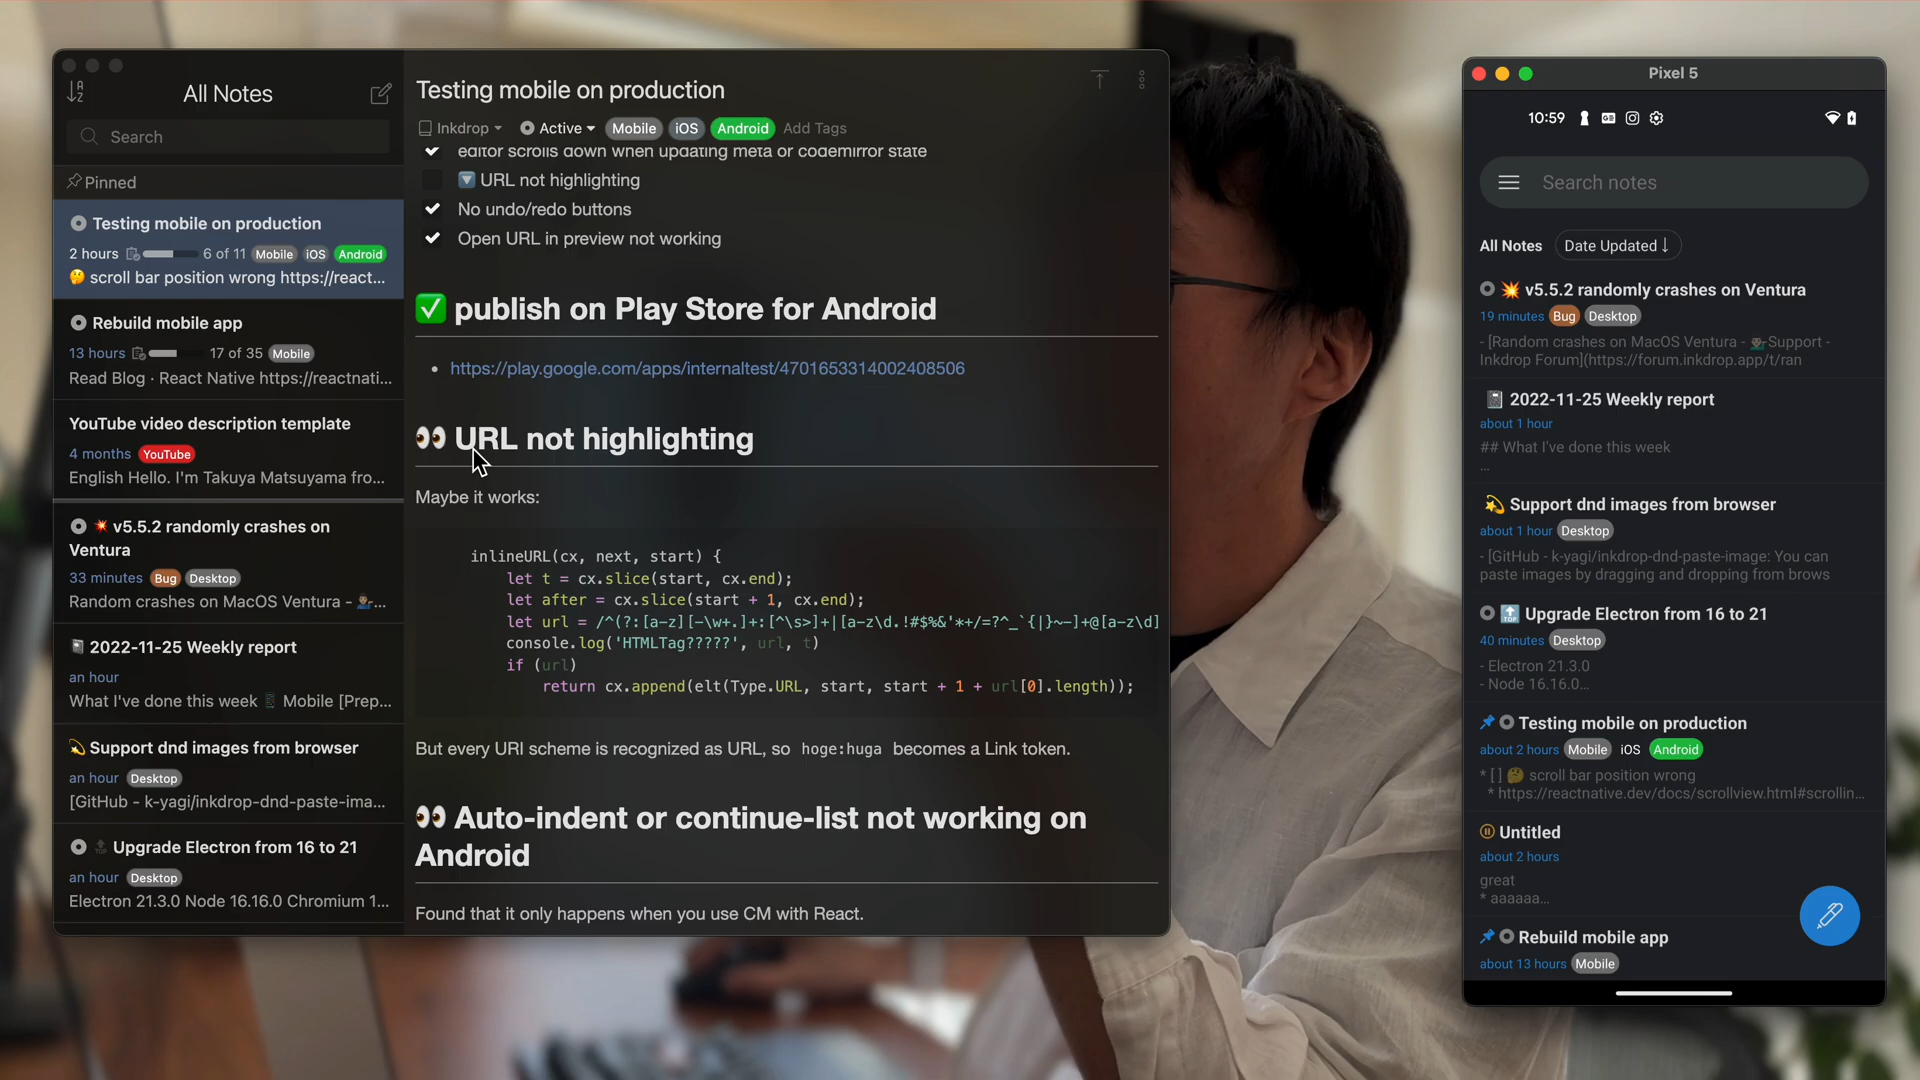 All Notes
Search
Pinned
Testing mobile on production
2 hours 6 of 11 Mobile iOS Android
🤔 scroll bar position wrong https://react...
Rebuild mobile app
13 hours 17 of 35 Mobile
Read Blog · React Native https://reactnati...
YouTube video description template
4 months YouTube
English Hello. I'm Takuya Matsuyama fro...
💥 v5.5.2 randomly crashes on
Ventura
33 minutes Bug Desktop
Random crashes on MacOS Ventura - ...
2022-11-25 Weekly report
an hour
What I've done this week Mobile [Prep...
💫 Support dnd images from browser
an hour Desktop
[GitHub - k-yagi/inkdrop-dnd-paste-ima...
🔝 Upgrade Electron from 16 to 21
an hour Desktop
Electron 21.3.0 Node 16.16.0 Chromium 1...
Testing mobile on production
Inkdrop Active Mobile iOS Android Add Tags
editor scrolls down when updating meta or codemirror state
🔽 URL not highlighting
No undo/redo buttons
Open URL in preview not working
✅ publish on Play Store for Android
• https://play.google.com/apps/internaltest/4701653314002408506
👀 URL not highlighting
Maybe it works:
inlineURL(cx, next, start) {
let t = cx.slice(start, cx.end);
let after = cx.slice(start + 1, cx.end);
let url = /^(?:[a-z][-\w+.]+:[^\s>]+|[a-z\d.!#$%&'*+/=?^_`{|}~-]+@[a-z\d]
console.log('HTMLTag?????', url, t)
if (url)
return cx.append(elt(Type.URL, start, start + 1 + url[0].length));
But every URI scheme is recognized as URL, so hoge:huga becomes a Link token.
👀 Auto-indent or continue-list not working on
Android
Found that it only happens when you use CM with React.
Pixel 5
10:59
Search notes
All Notes Date Updated ↓
💥 v5.5.2 randomly crashes on Ventura
19 minutes Bug Desktop
- [Random crashes on MacOS Ventura - Support -
Inkdrop Forum](https://forum.inkdrop.app/t/ran
2022-11-25 Weekly report
about 1 hour
## What I've done this week
...
💫 Support dnd images from browser
about 1 hour Desktop
- [GitHub - k-yagi/inkdrop-dnd-paste-image: You can
paste images by dragging and dropping from brows
🔝 Upgrade Electron from 16 to 21
40 minutes Desktop
- Electron 21.3.0
- Node 16.16.0...
Testing mobile on production
about 2 hours Mobile iOS Android
* [ ] 🤔 scroll bar position wrong
* https://reactnative.dev/docs/scrollview.html#scrollin...
Untitled
about 2 hours
great
* aaaaaa...
Rebuild mobile app
about 13 hours Mobile